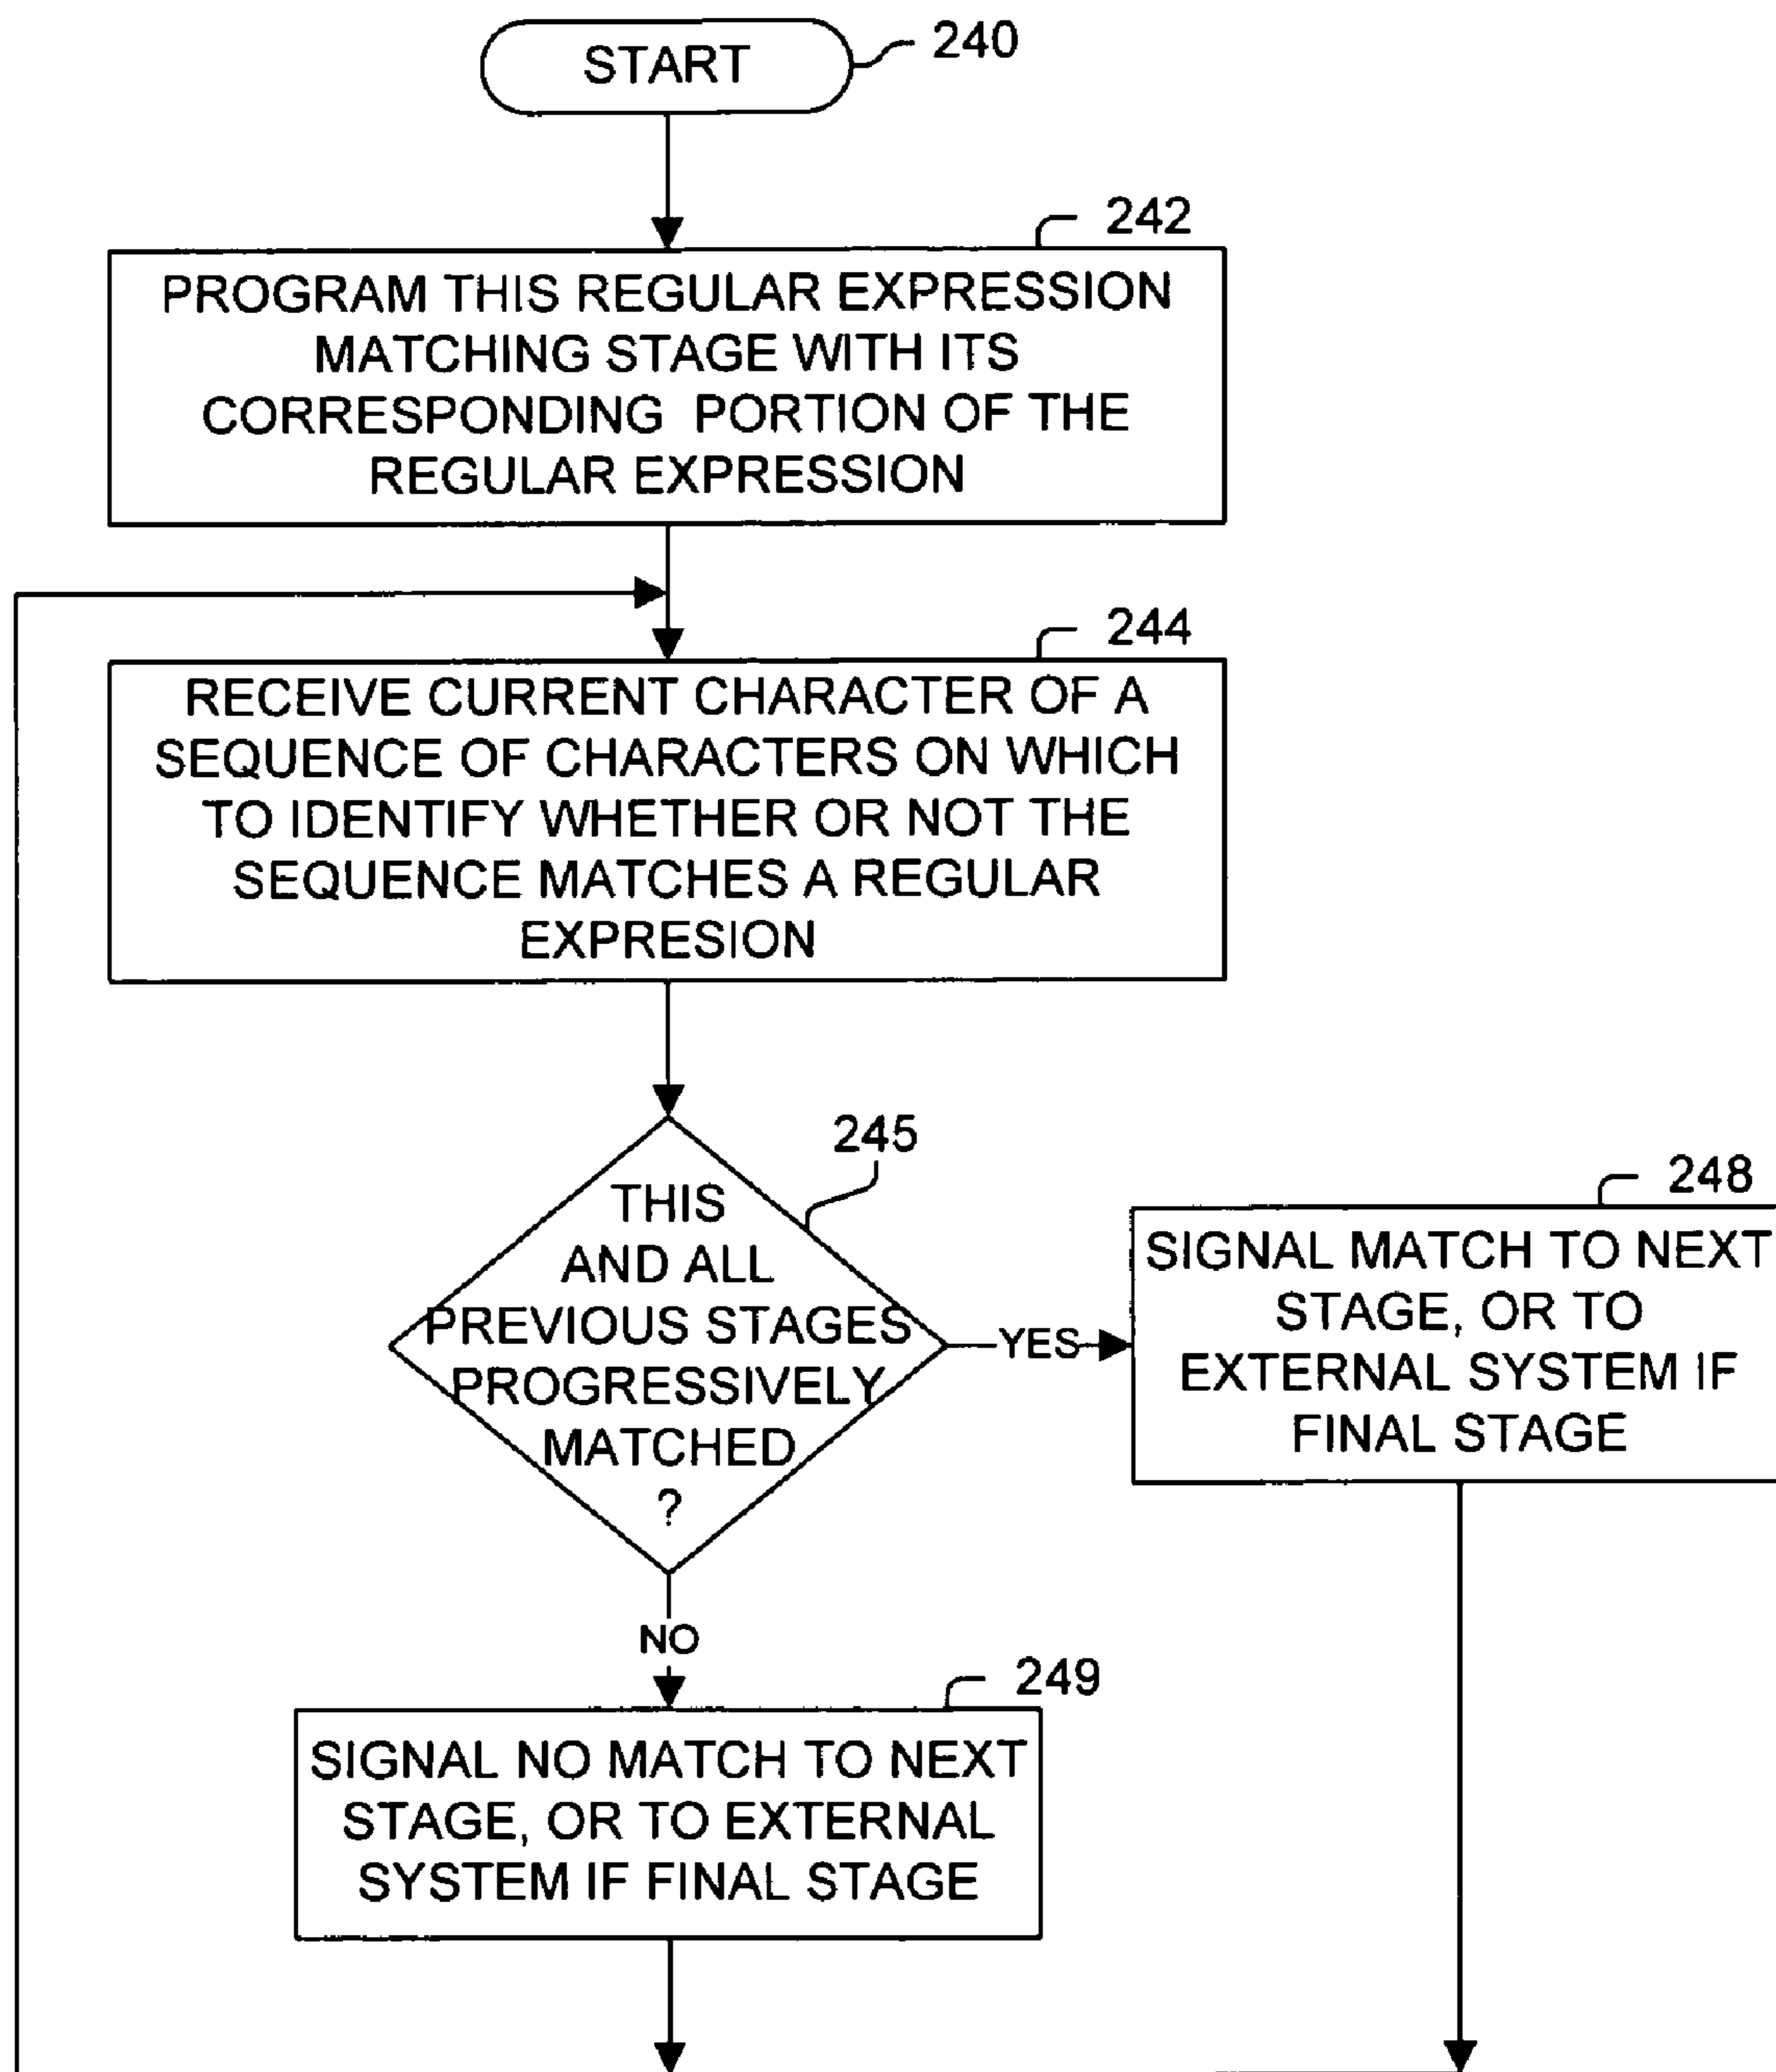 START
240
242
PROGRAM THIS REGULAR EXPRESSION
MATCHING STAGE WITH ITS
CORRESPONDING PORTION OF THE
REGULAR EXPRESSION
244
RECEIVE CURRENT CHARACTER OF A
SEQUENCE OF CHARACTERS ON WHICH
TO IDENTIFY WHETHER OR NOT THE
SEQUENCE MATCHES A REGULAR
EXPRESION
245
THIS
AND ALL
PREVIOUS STAGES
PROGRESSIVELY
MATCHED
?
YES
248
SIGNAL MATCH TO NEXT
STAGE, OR TO
EXTERNAL SYSTEM IF
FINAL STAGE
NO
249
SIGNAL NO MATCH TO NEXT
STAGE, OR TO EXTERNAL
SYSTEM IF FINAL STAGE